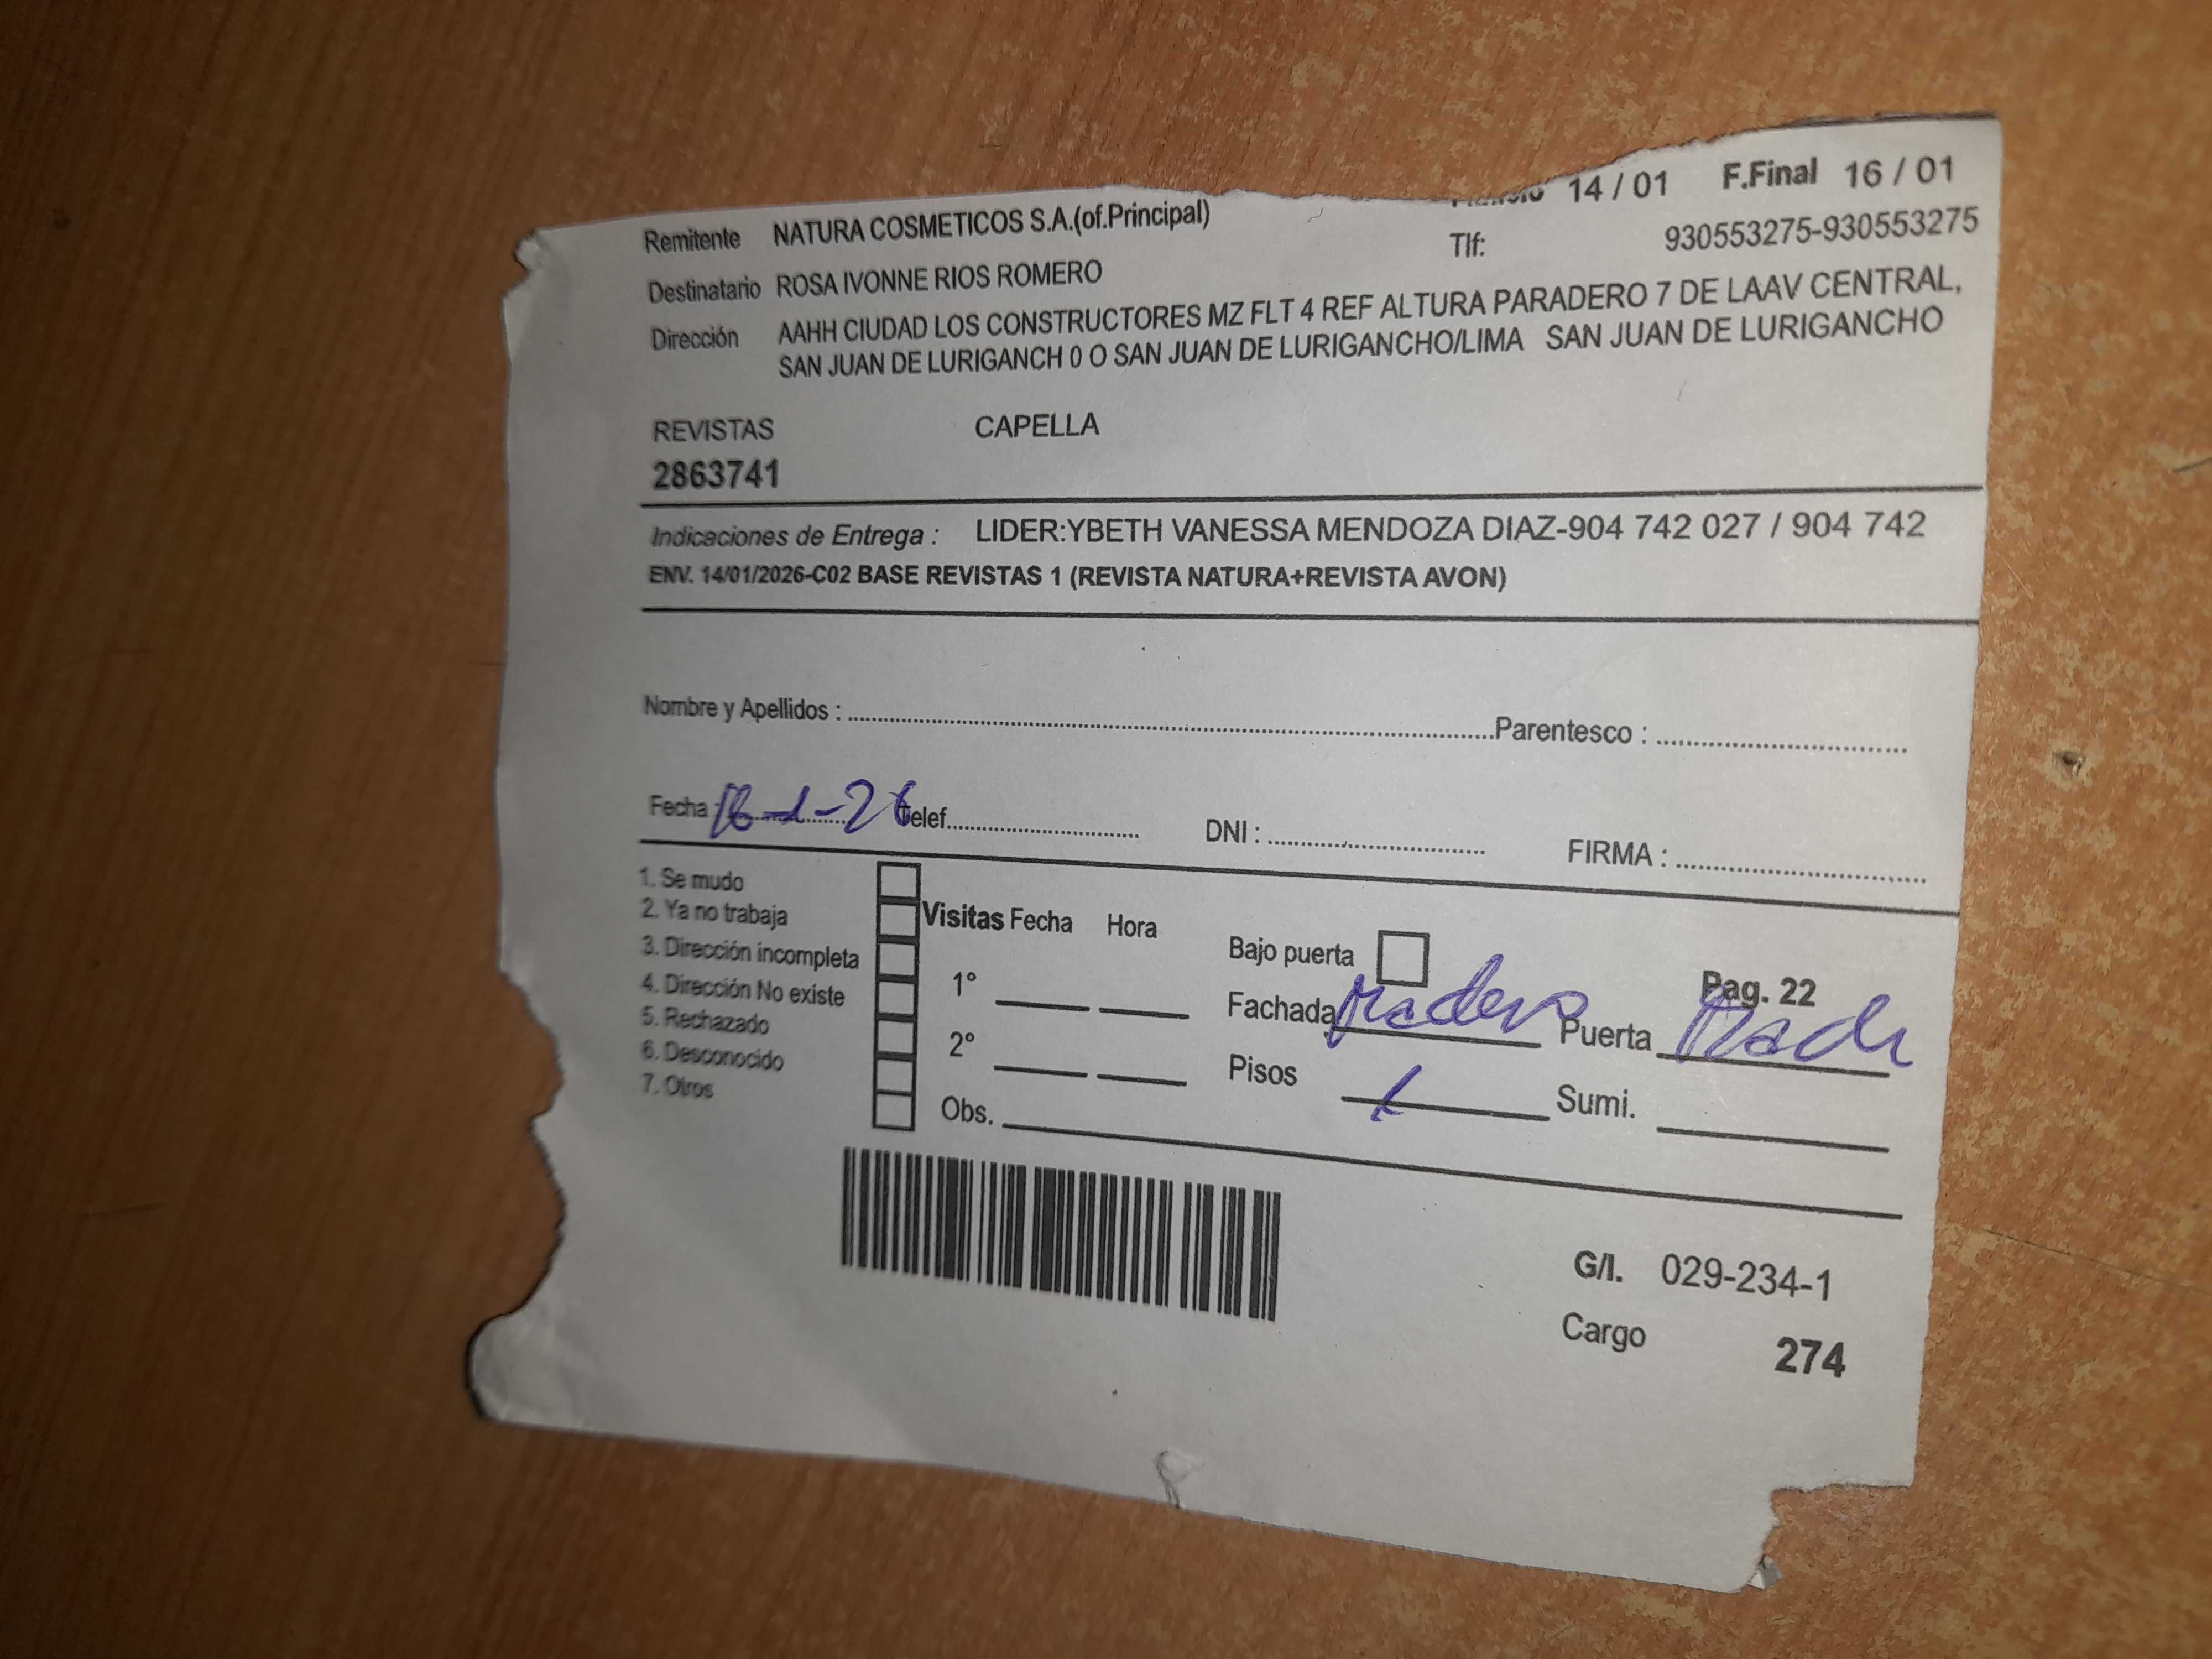 14 / 01 F.Final 16 / 01
Remitente NATURA COSMETICOS S.A.(of.Principal) Tlf: 930553275-930553275
Destinatario ROSA IVONNE RIOS ROMERO
Dirección AAHH CIUDAD LOS CONSTRUCTORES MZ FLT 4 REF ALTURA PARADERO 7 DE LAAV CENTRAL,
SAN JUAN DE LURIGANCH 0 O SAN JUAN DE LURIGANCHO/LIMA SAN JUAN DE LURIGANCHO
REVISTAS CAPELLA
2863741
Indicaciones de Entrega : LIDER:YBETH VANESSA MENDOZA DIAZ-904 742 027 / 904 742
ENV. 14/01/2026-C02 BASE REVISTAS 1 (REVISTA NATURA+REVISTA AVON)
Nombre y Apellidos : Parentesco :
Fecha : 16-1-26 Telef. DNI : FIRMA :
1. Se mudo
2. Ya no trabaja Visitas Fecha Hora
3. Dirección incompleta Bajo puerta
4. Dirección No existe 1° Fachada Madera Puerta Pag. 22
5. Rechazado
6. Desconocido 2° Pisos 1 Sumi.
7. Otros Obs.
G/I. 029-234-1
Cargo 274